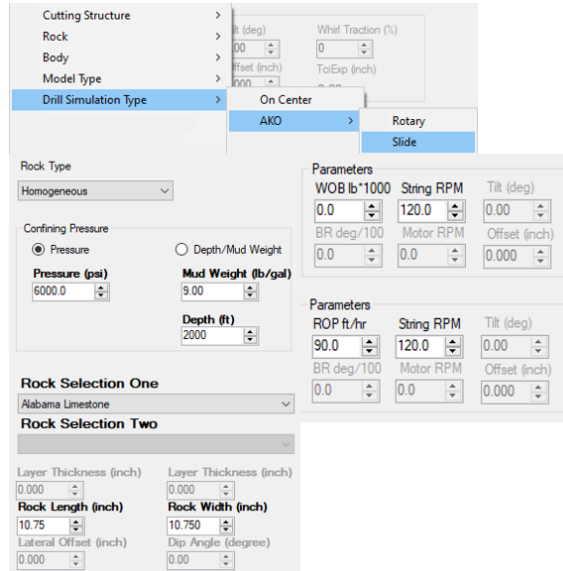 Cutting Structure >
Rock >
Body >
Model Type >
Drill Simulation Type >
Whirl Traction (%)
.00 0
TciExp (inch)
On Center
AKO >
Rotary
Slide
Rock Type
Homogeneous
Confining Pressure
Pressure Depth/Mud Weight
Pressure (psi) Mud Weight (lb/gal)
6000.0 9.00
Depth (ft)
2000
Rock Selection One
Alabama Limestone
Rock Selection Two
Layer Thickness (inch) Layer Thickness (inch)
0.000 0.000
Rock Length (inch) Rock Width (inch)
10.75 10.750
Lateral Offset (inch) Dip Angle (degree)
0.000 0.00
Parameters
WOB lb*1000 String RPM Tilt (deg)
0.0 120.0 0.00
BR deg/100 Motor RPM Offset (inch)
0.0 0.0 0.000
Parameters
ROP ft/hr String RPM Tilt (deg)
90.0 120.0 0.00
BR deg/100 Motor RPM Offset (inch)
0.0 0.0 0.000